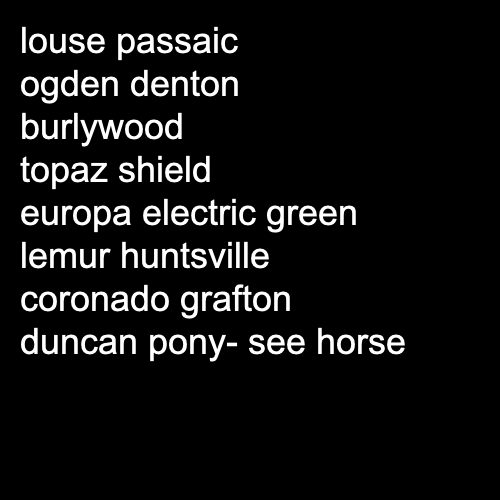 louse passaic
ogden denton
burlywood
topaz shield
europa electric green
lemur huntsville
coronado grafton
duncan pony- see horse